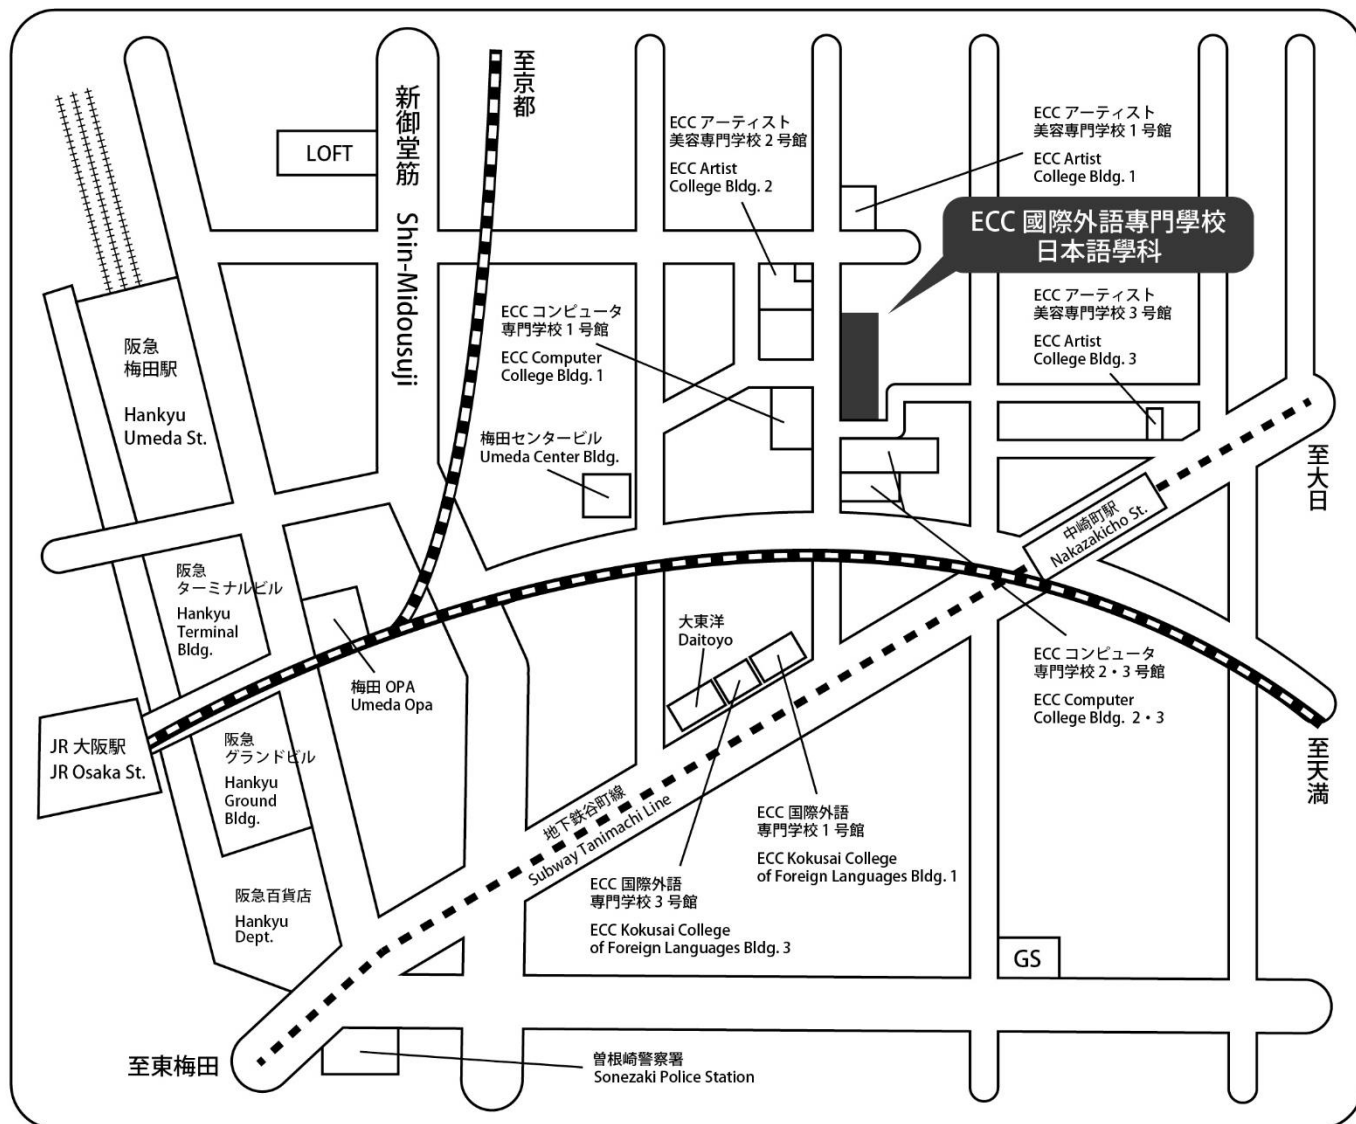 至京都
新御堂筋 Shin-Midousuji
LOFT
ECC アーティスト
美容専門学校 2 号館
ECC Artist
College Bldg. 2
ECC アーティスト
美容専門学校 1 号館
ECC Artist
College Bldg. 1
ECC 國際外語專門學校
日本語學科
ECC アーティスト
美容専門学校 3 号館
ECC Artist
College Bldg. 3
ECC コンピュータ
専門学校 1 号館
ECC Computer
College Bldg. 1
阪急
梅田駅
Hankyu
Umeda St.
梅田センタービル
Umeda Center Bldg.
至大日
中崎町駅
Nakazakicho St.
阪急
ターミナルビル
Hankyu
Terminal
Bldg.
大東洋
Daitoyo
ECC コンピュータ
専門学校 2・3 号館
ECC Computer
College Bldg. 2・3
梅田 OPA
Umeda Opa
JR 大阪駅
JR Osaka St.
阪急
グランドビル
Hankyu
Ground
Bldg.
至天満
地下鉄谷町線
Subway Tanimachi Line
ECC 国際外語
専門学校 1 号館
ECC Kokusai College
of Foreign Languages Bldg. 1
ECC 国際外語
専門学校 3 号館
ECC Kokusai College
of Foreign Languages Bldg. 3
阪急百貨店
Hankyu
Dept.
GS
至東梅田
曽根崎警察署
Sonezaki Police Station